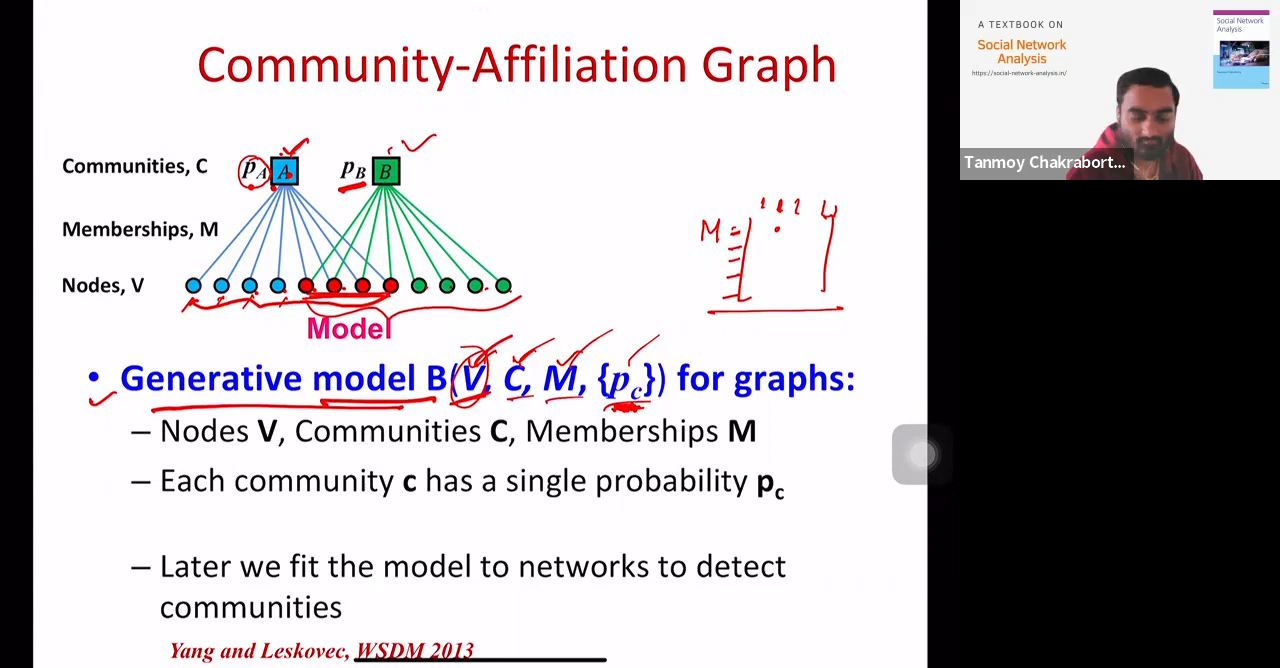 Community-Affiliation Graph
Communities, C
p_A A
p_B B
Memberships, M
Nodes, V
Model
M
• Generative model B(V, C, M, {p_c}) for graphs:
– Nodes V, Communities C, Memberships M
– Each community c has a single probability p_c
– Later we fit the model to networks to detect
communities
Yang and Leskovec, WSDM 2013
A TEXTBOOK ON
Social Network
Analysis
https://social-network-analysis.in/
Social Network
Analysis
Tanmoy Chakrabort...